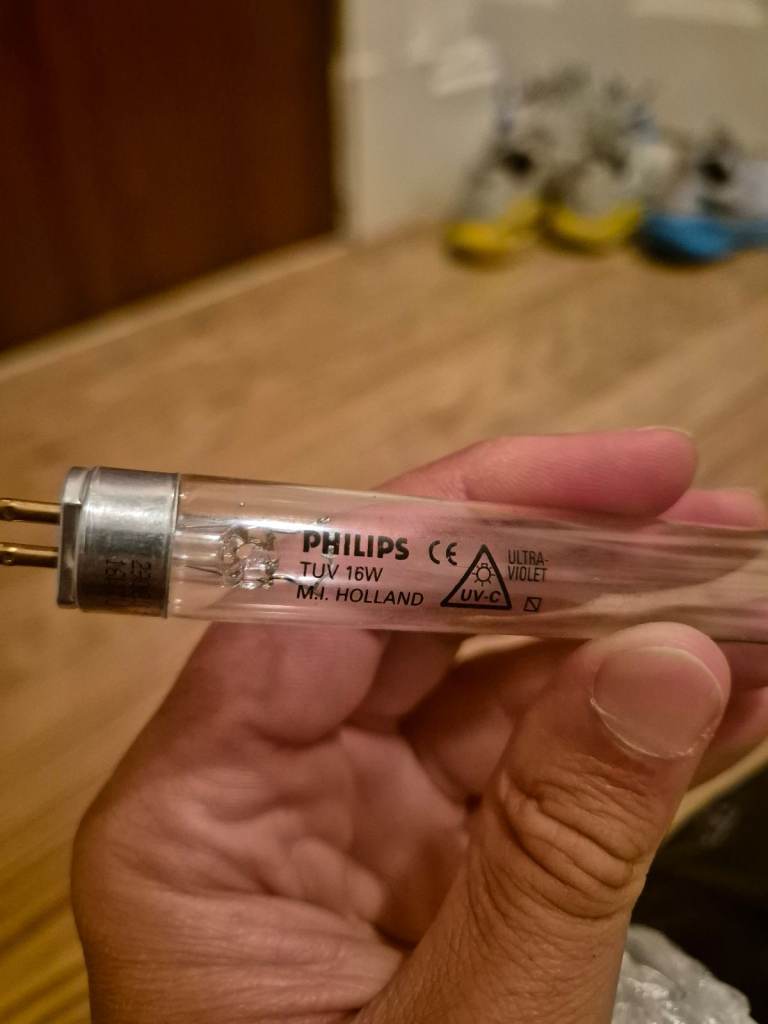 PHILIPS CE
TUV 16W
M.I. HOLLAND
UV-C
ULTRA-
VIOLET